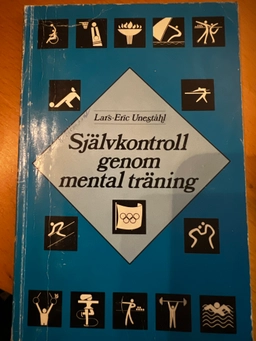 Lars-Eric Uneståhl
Självkontroll
genom
mental träning